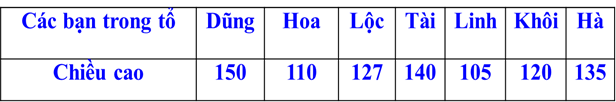 Các bạn trong tổ Dũng Hoa Lộc Tài Linh Khôi Hà
Chiều cao 150 110 127 140 105 120 135